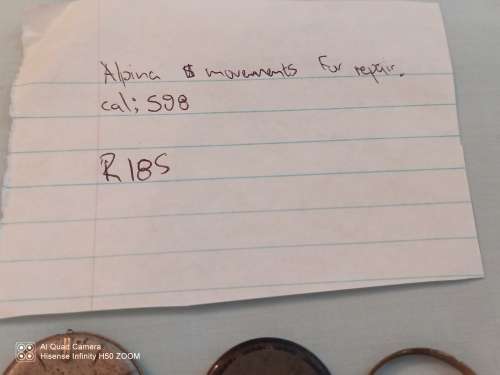 Alpina movements for repair.
cal; 598
R185
AI Quad Camera
Hisense Infinity H50 ZOOM